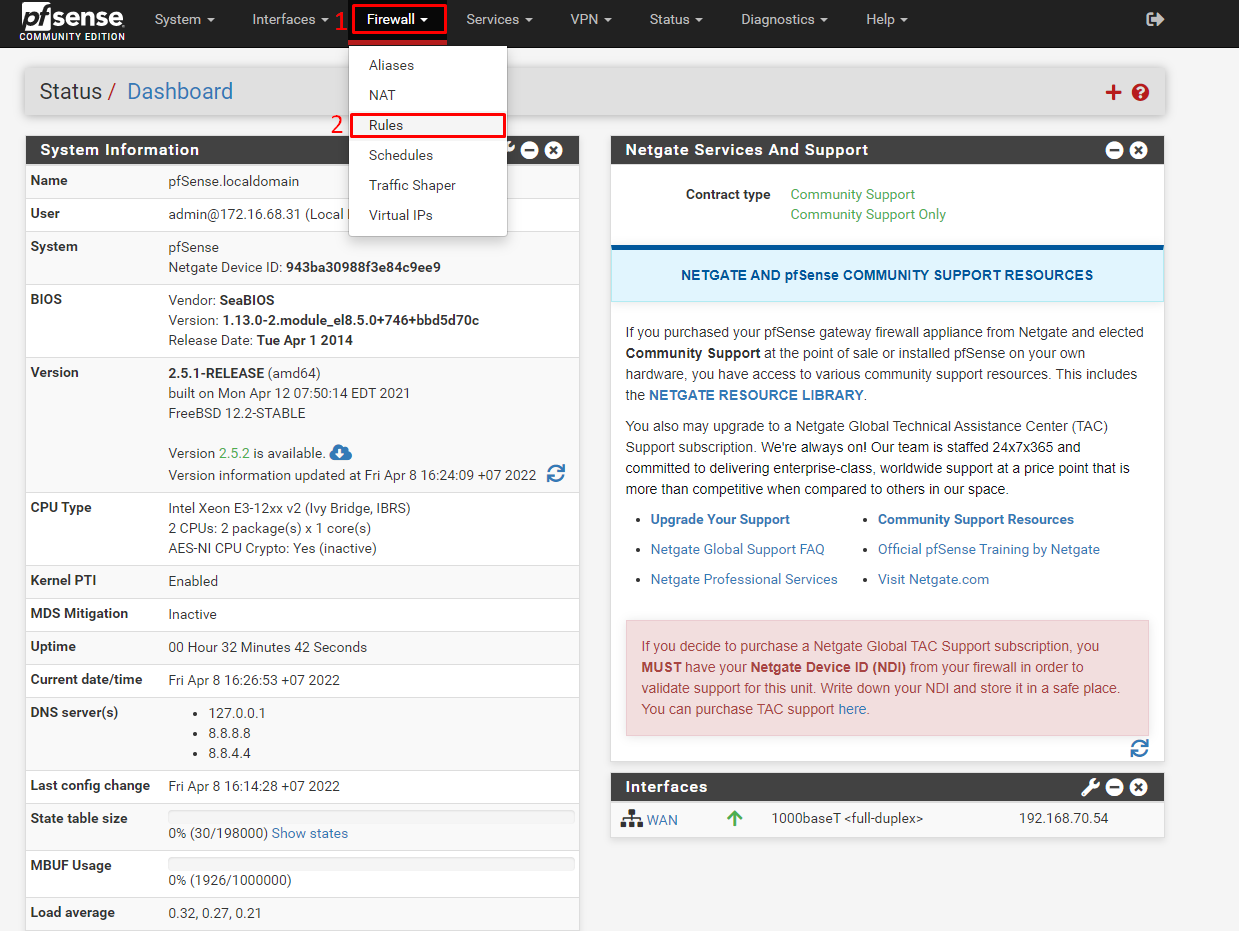 pfsense
COMMUNITY EDITION
System
Interfaces
1
Firewall
Services
VPN
Status
Diagnostics
Help
Aliases
NAT
2
Rules
Schedules
Traffic Shaper
Virtual IPs
Status / Dashboard
System Information
Name pfSense.localdomain
User admin@172.16.68.31 (Local
System pfSense
Netgate Device ID: 943ba30988f3e84c9ee9
BIOS Vendor: SeaBIOS
Version: 1.13.0-2.module_el8.5.0+746+bbd5d70c
Release Date: Tue Apr 1 2014
Version 2.5.1-RELEASE (amd64)
built on Mon Apr 12 07:50:14 EDT 2021
FreeBSD 12.2-STABLE
Version 2.5.2 is available.
Version information updated at Fri Apr 8 16:24:09 +07 2022
CPU Type Intel Xeon E3-12xx v2 (Ivy Bridge, IBRS)
2 CPUs: 2 package(s) x 1 core(s)
AES-NI CPU Crypto: Yes (inactive)
Kernel PTI Enabled
MDS Mitigation Inactive
Uptime 00 Hour 32 Minutes 42 Seconds
Current date/time Fri Apr 8 16:26:53 +07 2022
DNS server(s)
• 127.0.0.1
• 8.8.8.8
• 8.8.4.4
Last config change Fri Apr 8 16:14:28 +07 2022
State table size
0% (30/198000) Show states
MBUF Usage
0% (1926/1000000)
Load average 0.32, 0.27, 0.21
Netgate Services And Support
Contract type Community Support
Community Support Only
NETGATE AND pfSense COMMUNITY SUPPORT RESOURCES
If you purchased your pfSense gateway firewall appliance from Netgate and elected
Community Support at the point of sale or installed pfSense on your own
hardware, you have access to various community support resources. This includes
the NETGATE RESOURCE LIBRARY.
You also may upgrade to a Netgate Global Technical Assistance Center (TAC)
Support subscription. We're always on! Our team is staffed 24x7x365 and
committed to delivering enterprise-class, worldwide support at a price point that is
more than competitive when compared to others in our space.
• Upgrade Your Support
• Netgate Global Support FAQ
• Netgate Professional Services
• Community Support Resources
• Official pfSense Training by Netgate
• Visit Netgate.com
If you decide to purchase a Netgate Global TAC Support subscription, you
MUST have your Netgate Device ID (NDI) from your firewall in order to
validate support for this unit. Write down your NDI and store it in a safe place.
You can purchase TAC support here.
Interfaces
WAN 1000baseT <full-duplex> 192.168.70.54